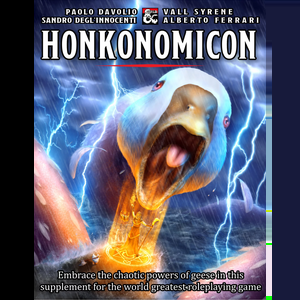 PAOLO DAVOLIO VALL SYRENE
SANDRO DEGL'INNOCENTI ALBERTO FERRARI
HONKONOMICON
Embrace the chaotic powers of geese in this
supplement for the world greatest roleplaying game